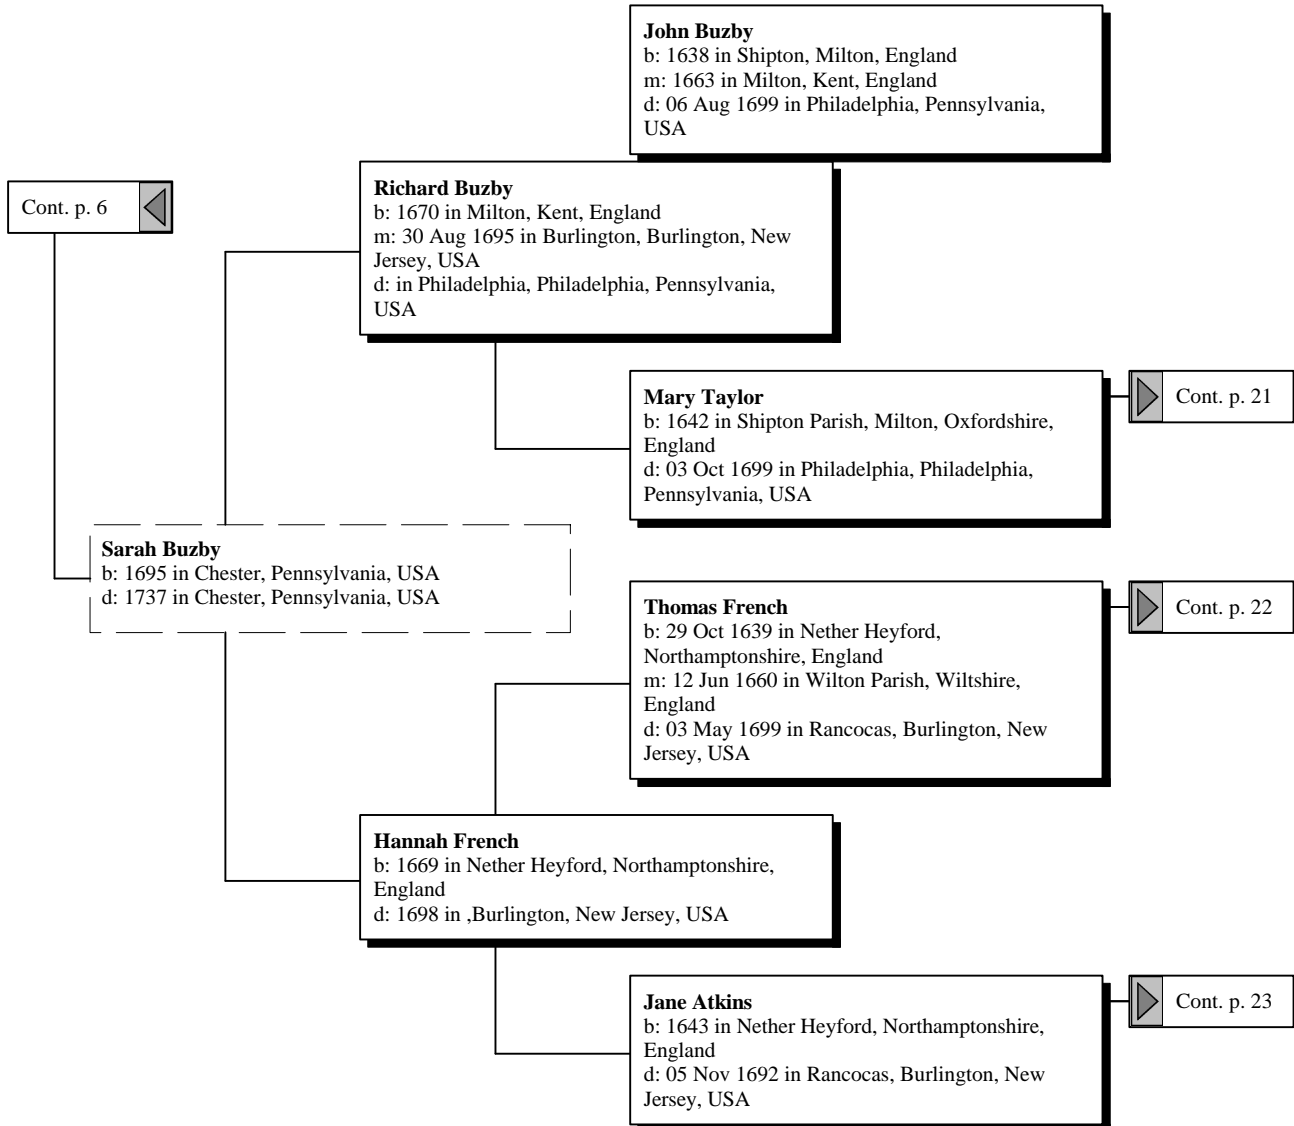 John Buzby
b: 1638 in Shipton, Milton, England
m: 1663 in Milton, Kent, England
d: 06 Aug 1699 in Philadelphia, Pennsylvania,
USA
Cont. p. 6
Richard Buzby
b: 1670 in Milton, Kent, England
m: 30 Aug 1695 in Burlington, Burlington, New
Jersey, USA
d: in Philadelphia, Philadelphia, Pennsylvania,
USA
Mary Taylor
b: 1642 in Shipton Parish, Milton, Oxfordshire,
England
d: 03 Oct 1699 in Philadelphia, Philadelphia,
Pennsylvania, USA
Cont. p. 21
Sarah Buzby
b: 1695 in Chester, Pennsylvania, USA
d: 1737 in Chester, Pennsylvania, USA
Thomas French
b: 29 Oct 1639 in Nether Heyford,
Northamptonshire, England
m: 12 Jun 1660 in Wilton Parish, Wiltshire,
England
d: 03 May 1699 in Rancocas, Burlington, New
Jersey, USA
Cont. p. 22
Hannah French
b: 1669 in Nether Heyford, Northamptonshire,
England
d: 1698 in ,Burlington, New Jersey, USA
Jane Atkins
b: 1643 in Nether Heyford, Northamptonshire,
England
d: 05 Nov 1692 in Rancocas, Burlington, New
Jersey, USA
Cont. p. 23